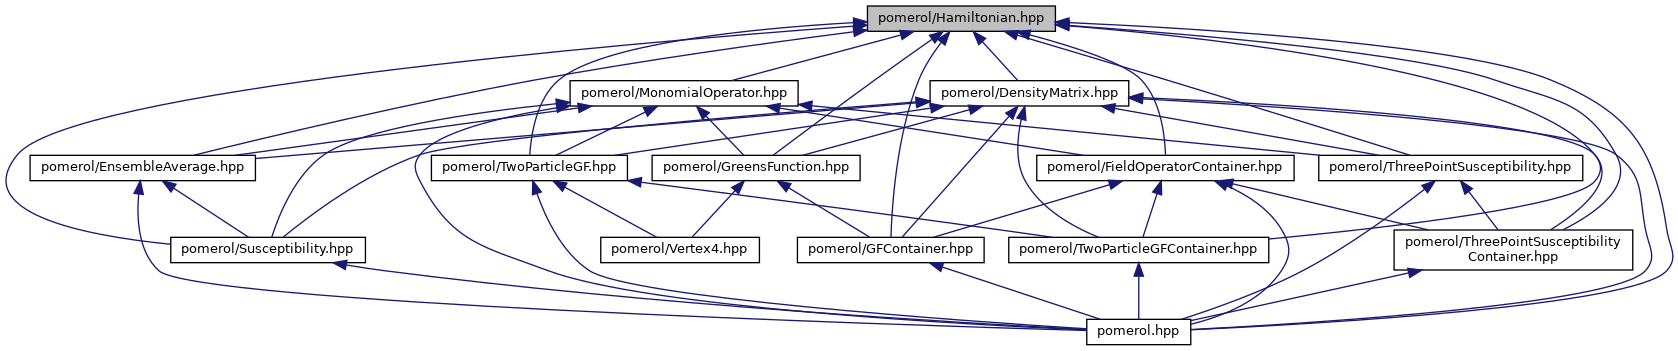 pomerol/Hamiltonian.hpp
pomerol/MonomialOperator.hpp
pomerol/DensityMatrix.hpp
pomerol/EnsembleAverage.hpp
pomerol/TwoParticleGF.hpp
pomerol/GreensFunction.hpp
pomerol/FieldOperatorContainer.hpp
pomerol/ThreePointSusceptibility.hpp
pomerol/Susceptibility.hpp
pomerol/Vertex4.hpp
pomerol/GFContainer.hpp
pomerol/TwoParticleGFContainer.hpp
pomerol/ThreePointSusceptibility
Container.hpp
pomerol.hpp